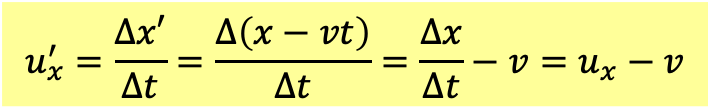 u′ₓ = Δx′/Δt = Δ(x − vt)/Δt = Δx/Δt − v = uₓ − v